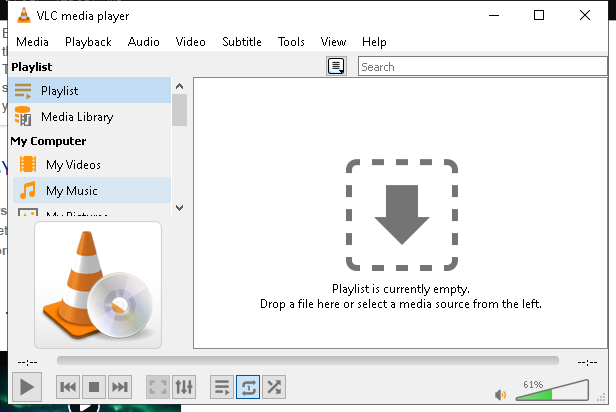 VLC media player
Media Playback Audio Video Subtitle Tools View Help
Playlist
Search
Playlist
Media Library
My Computer
My Videos
My Music
My Pictures
Playlist is currently empty.
Drop a file here or select a media source from the left.
--:-- --:--
61%